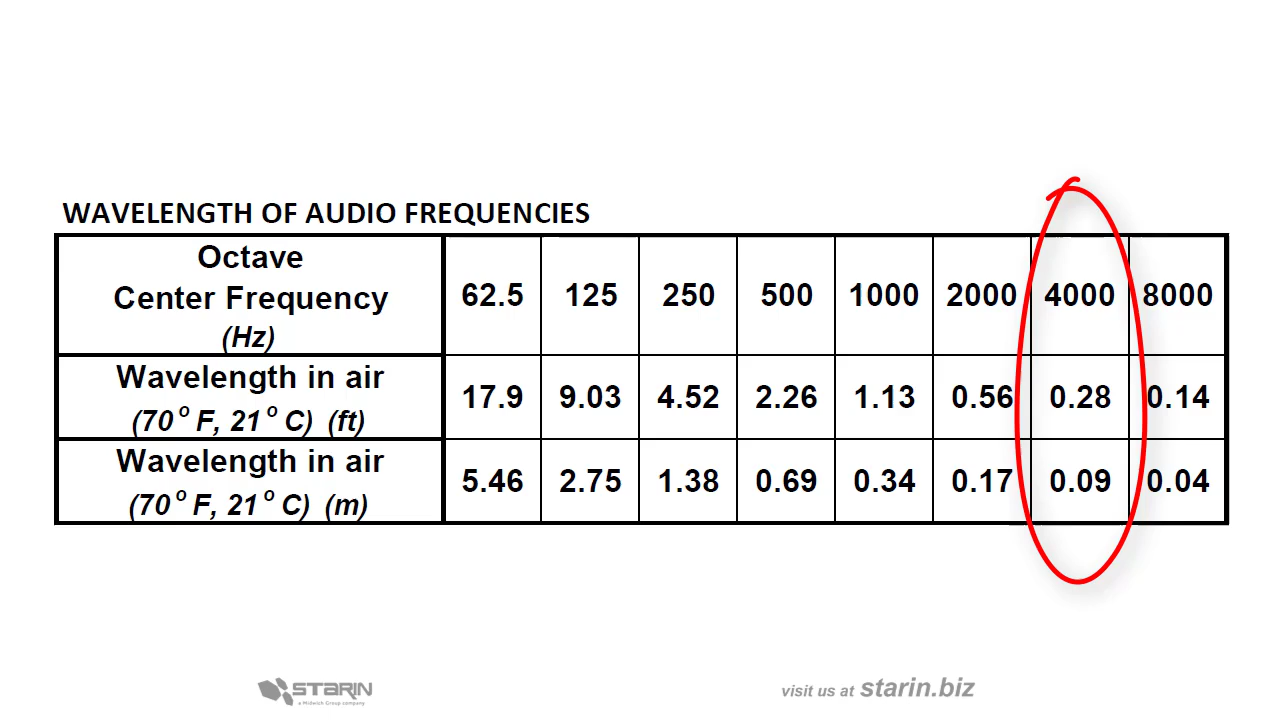 WAVELENGTH OF AUDIO FREQUENCIES
Octave
Center Frequency
(Hz)
62.5 125 250 500 1000 2000 4000 8000
Wavelength in air
(70 º F, 21 º C) (ft)
17.9 9.03 4.52 2.26 1.13 0.56 0.28 0.14
Wavelength in air
(70 º F, 21 º C) (m)
5.46 2.75 1.38 0.69 0.34 0.17 0.09 0.04
STARIN
a Midwich Group company
visit us at starin.biz